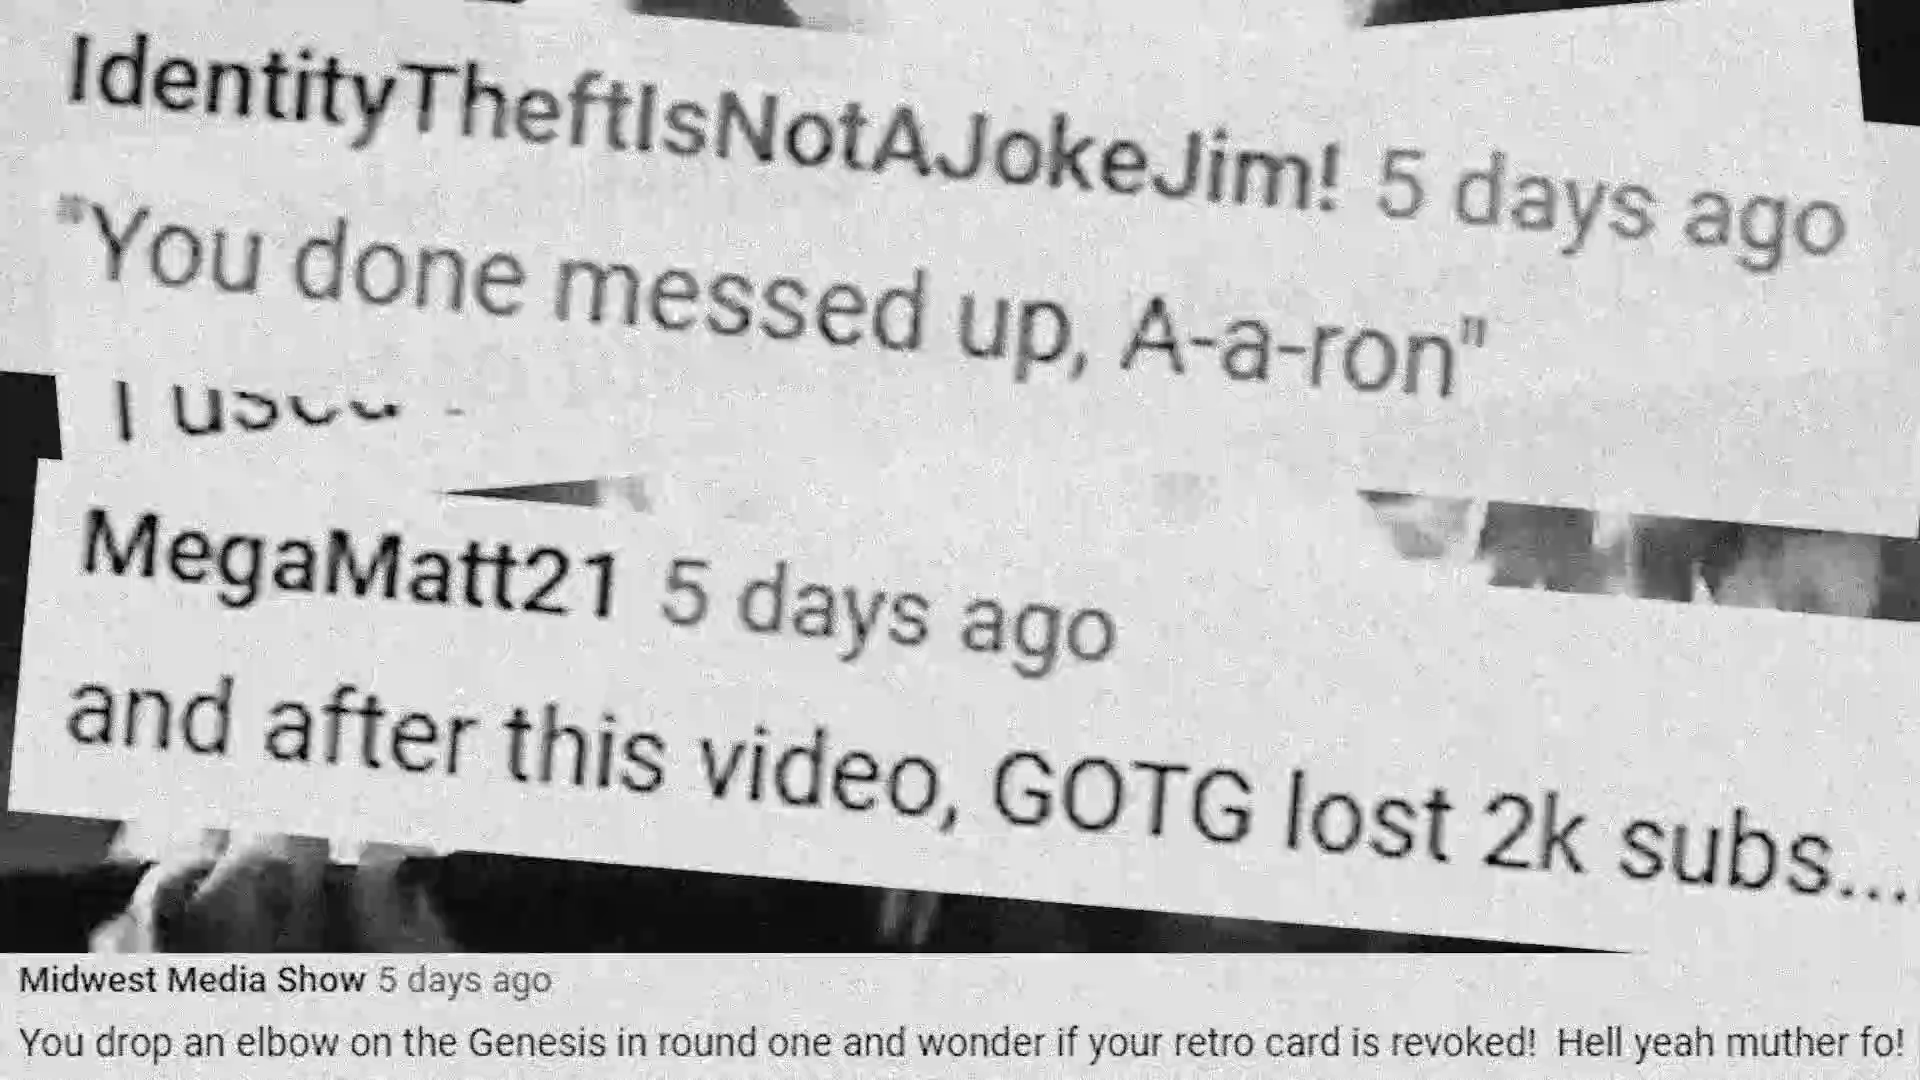 IdentityTheftIsNotAJokeJim! 5 days ago
"You done messed up, A-a-ron"
MegaMatt21 5 days ago
and after this video, GOTG lost 2k subs....
Midwest Media Show 5 days ago
You drop an elbow on the Genesis in round one and wonder if your retro card is revoked! Hell yeah muther fo!